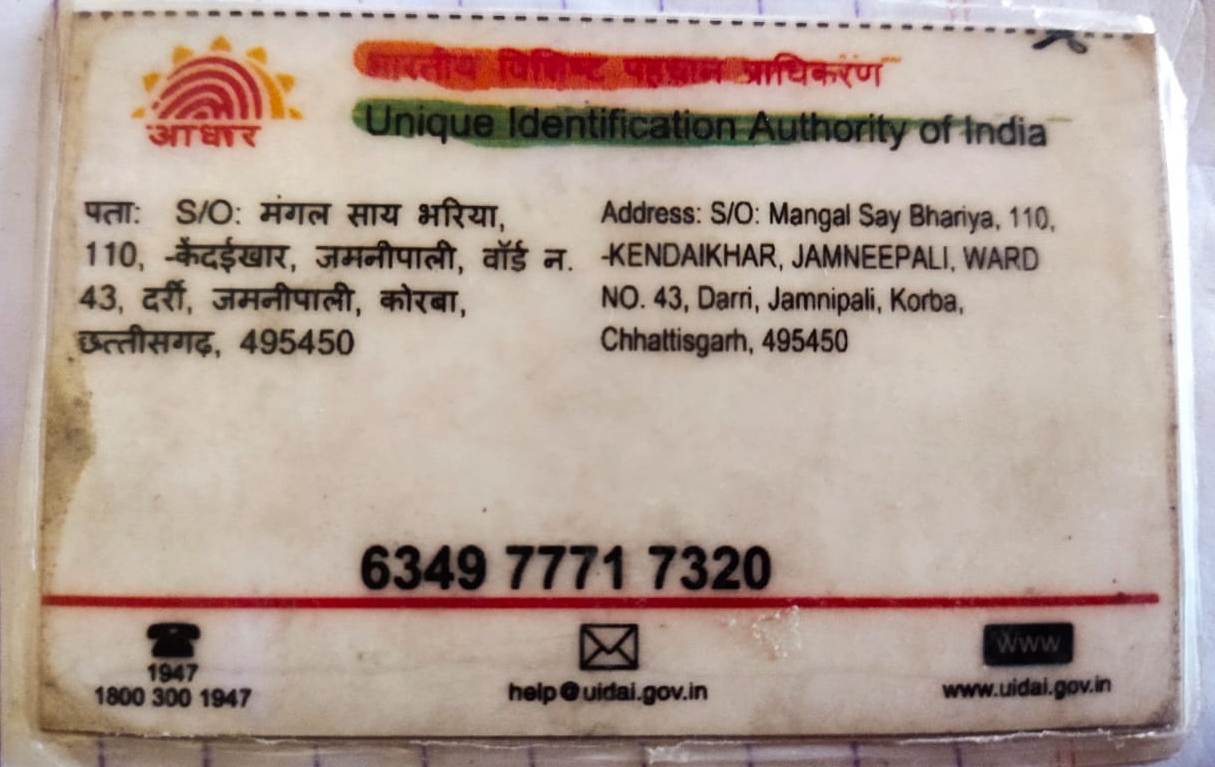 आधार
भारतीय विशिष्ट पहचान प्राधिकरण
Unique Identification Authority of India
पता: S/O: मंगल साय भरिया,
110, -केंदईखार, जमनीपाली, वॉर्ड न.
43, दर्री, जमनीपाली, कोरबा,
छत्तीसगढ़, 495450
Address: S/O: Mangal Say Bhariya, 110,
-KENDAIKHAR, JAMNEEPALI, WARD
NO. 43, Darri, Jamnipali, Korba,
Chhattisgarh, 495450
6349 7771 7320
1947
1800 300 1947
help@uidai.gov.in
www
www.uidai.gov.in